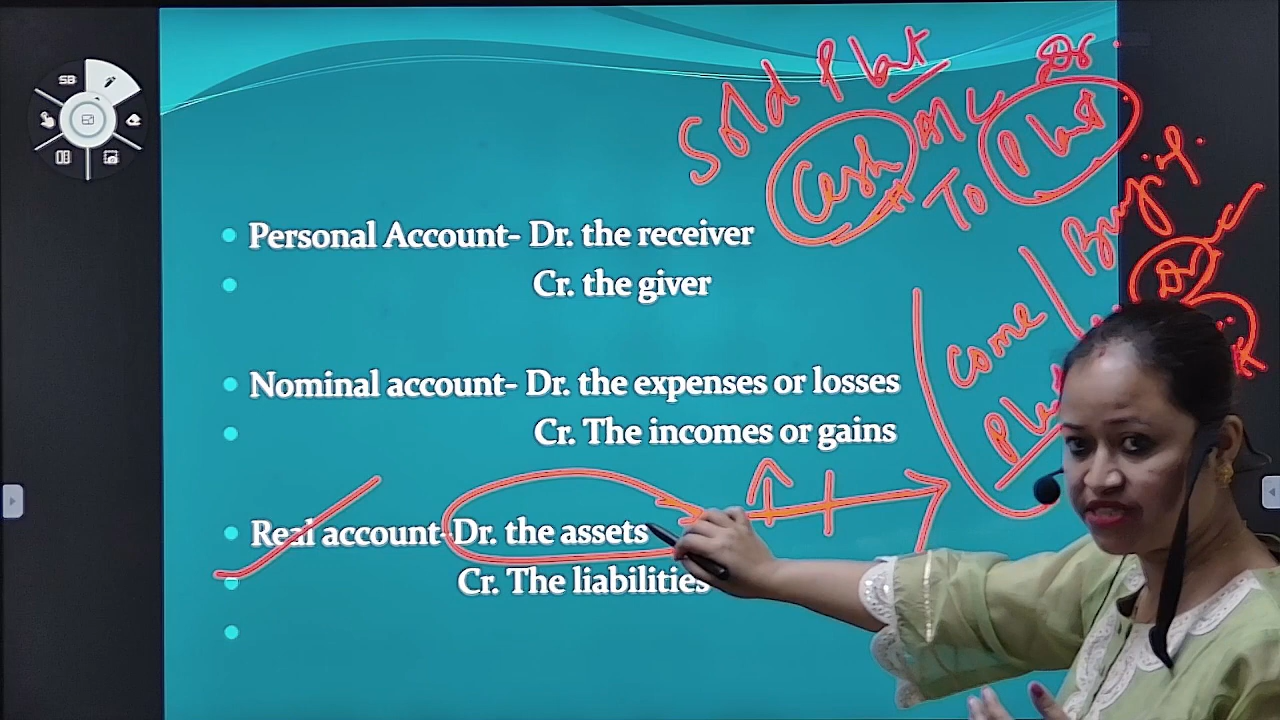 SB
Sold Plant
Cash A/c Dr.
To Plant
Personal Account- Dr. the receiver
Cr. the giver
Come
Nominal account- Dr. the expenses or losses
Cr. The incomes or gains
Real account-Dr. the assets
Cr. The liabilities